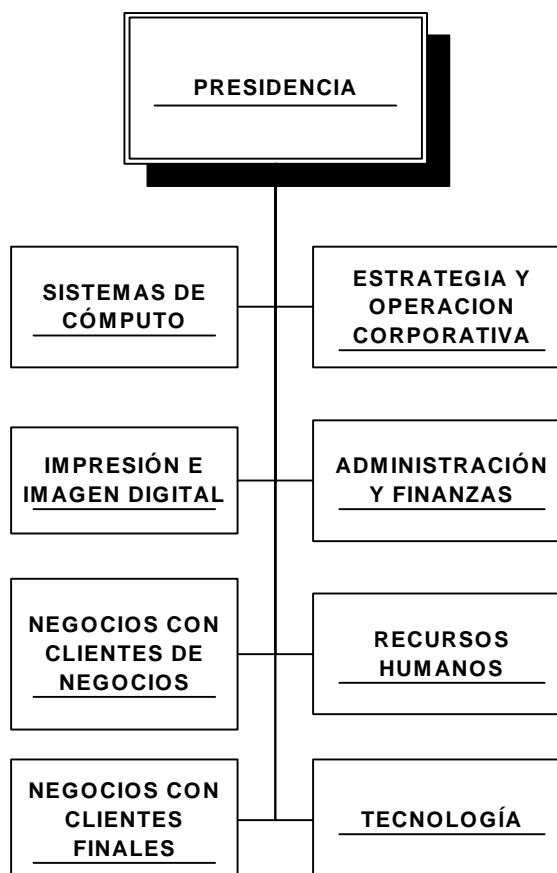 PRESIDENCIA
SISTEMAS DE
CÓMPUTO
ESTRATEGIA Y
OPERACION
CORPORATIVA
IMPRESIÓN E
IMAGEN DIGITAL
ADMINISTRACIÓN
Y FINANZAS
NEGOCIOS CON
CLIENTES DE
NEGOCIOS
RECURSOS
HUMANOS
NEGOCIOS CON
CLIENTES
FINALES
TECNOLOGÍA